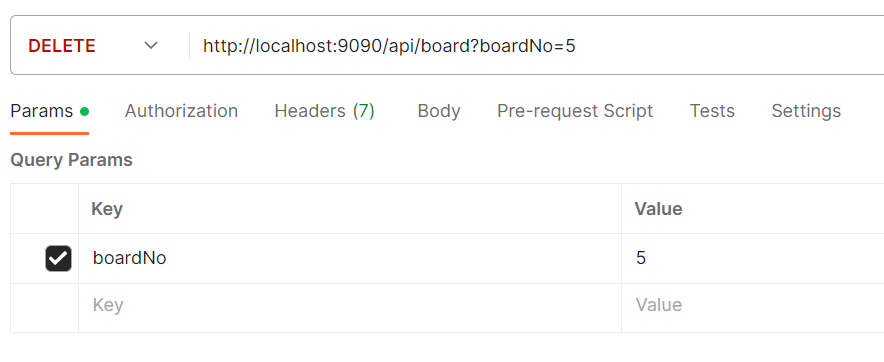 DELETE http://localhost:9090/api/board?boardNo=5
Params Authorization Headers (7) Body Pre-request Script Tests Settings
Query Params
Key Value
boardNo 5
Key Value